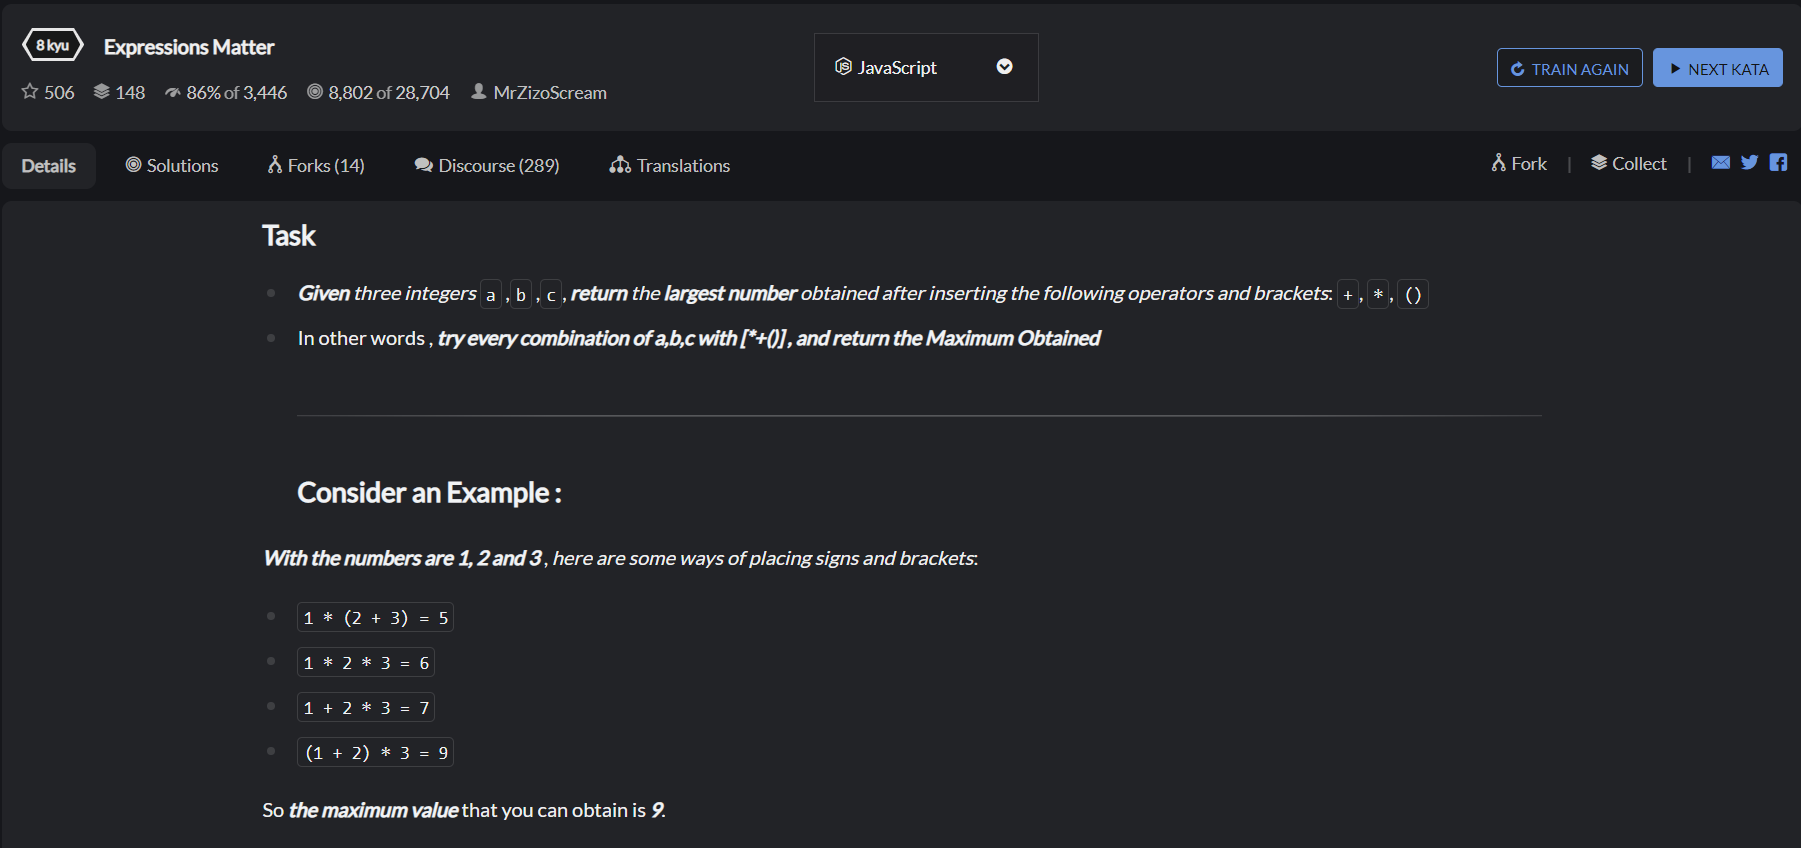 8 kyu Expressions Matter
506 148 86% of 3,446 8,802 of 28,704 MrZizoScream
JavaScript
TRAIN AGAIN NEXT KATA
Details Solutions Forks (14) Discourse (289) Translations
Fork | Collect |
Task
Given three integers a ,b ,c, return the largest number obtained after inserting the following operators and brackets: +, *, ()
In other words , try every combination of a,b,c with [*+()] , and return the Maximum Obtained
Consider an Example :
With the numbers are 1, 2 and 3 , here are some ways of placing signs and brackets:
1 * (2 + 3) = 5
1 * 2 * 3 = 6
1 + 2 * 3 = 7
(1 + 2) * 3 = 9
So the maximum value that you can obtain is 9.